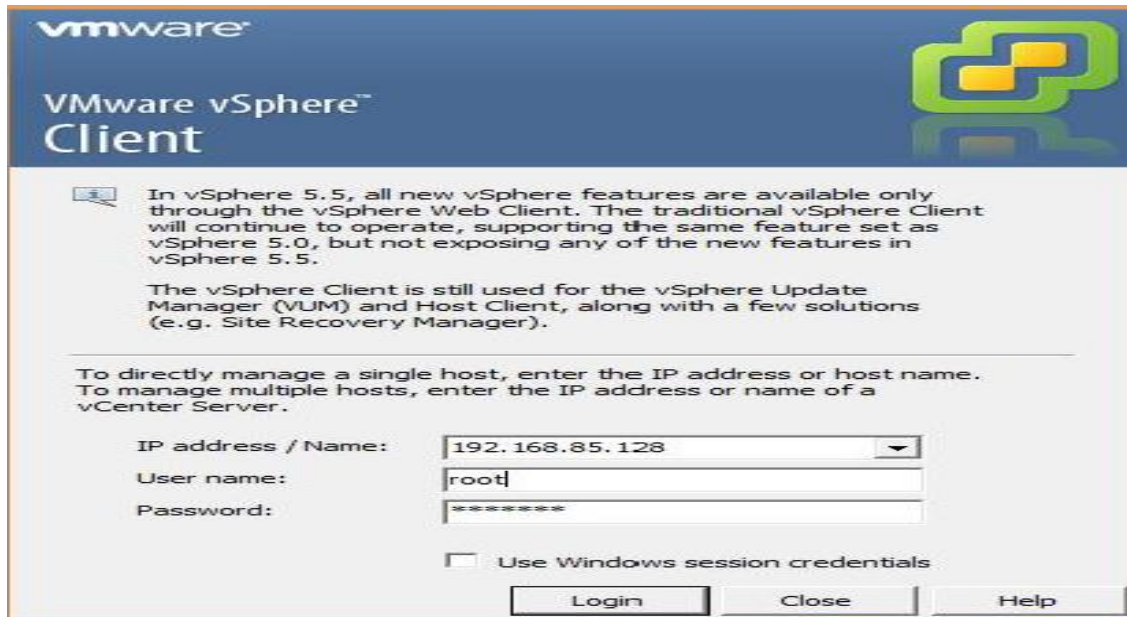 vmware
VMware vSphere™
Client
In vSphere 5.5, all new vSphere features are available only
through the vSphere Web Client. The traditional vSphere Client
will continue to operate, supporting the same feature set as
vSphere 5.0, but not exposing any of the new features in
vSphere 5.5.
The vSphere Client is still used for the vSphere Update
Manager (VUM) and Host Client, along with a few solutions
(e.g. Site Recovery Manager).
To directly manage a single host, enter the IP address or host name.
To manage multiple hosts, enter the IP address or name of a
vCenter Server.
IP address / Name: 192.168.85.128
User name: root
Password: *******
Use Windows session credentials
Login Close Help